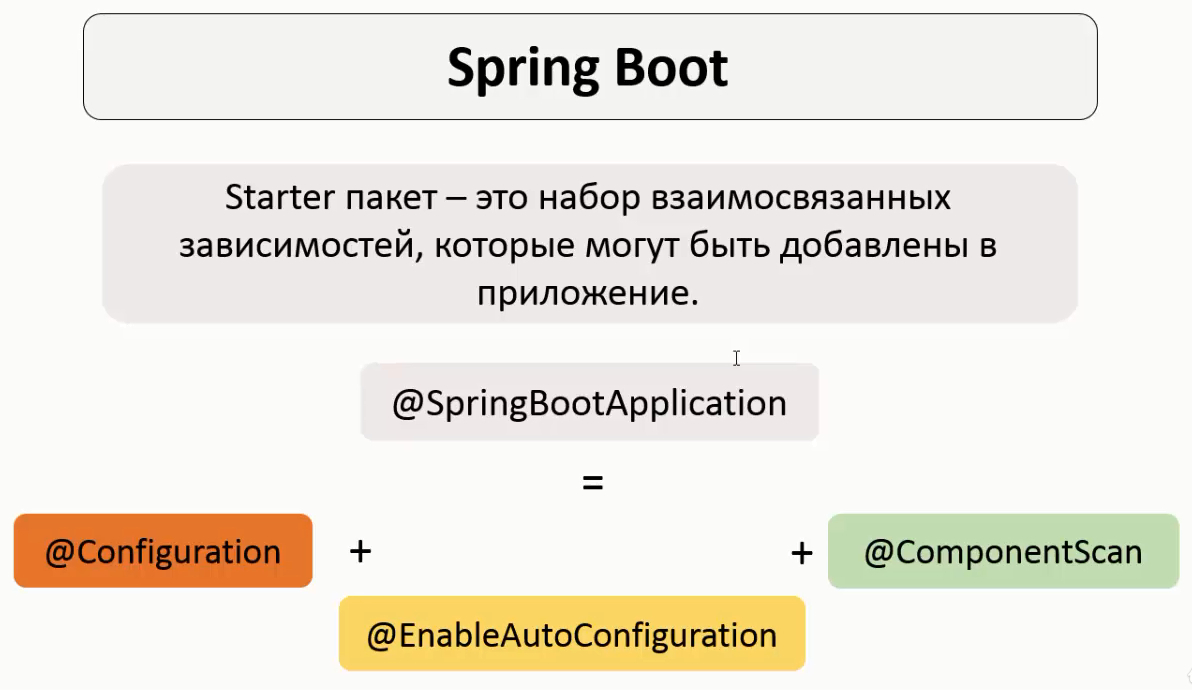 Spring Boot
Starter пакет – это набор взаимосвязанных
зависимостей, которые могут быть добавлены в
приложение.
@SpringBootApplication
=
@Configuration + + @ComponentScan
@EnableAutoConfiguration